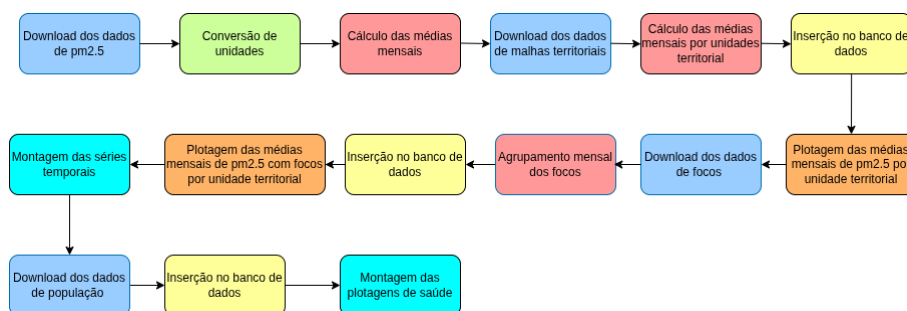 Download dos dados
de pm2.5
Conversão de
unidades
Cálculo das médias
mensais
Download dos dados
de malhas territoriais
Cálculo das médias
mensais por unidades
territorial
Inserção no banco de
dados
Plotagem das médias
mensais de pm2.5 por
unidade territorial
Download dos dados
de focos
Agrupamento mensal
dos focos
Inserção no banco de
dados
Plotagem das médias
mensais de pm2.5 com focos
por unidade territorial
Montagem das séries
temporais
Download dos dados
de população
Inserção no banco de
dados
Montagem das
plotagens de saúde